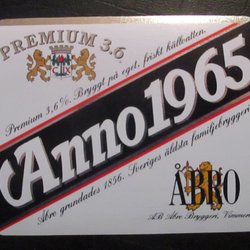 PREMIUM 3.6.
Premium 3,6%. Bryggt på eget, friskt källvatten.
Anno 1965
Åbro grundades 1856. Sveriges äldsta familjebryggeri
ÅBRO
AB Åbro Bryggeri, Vimmer